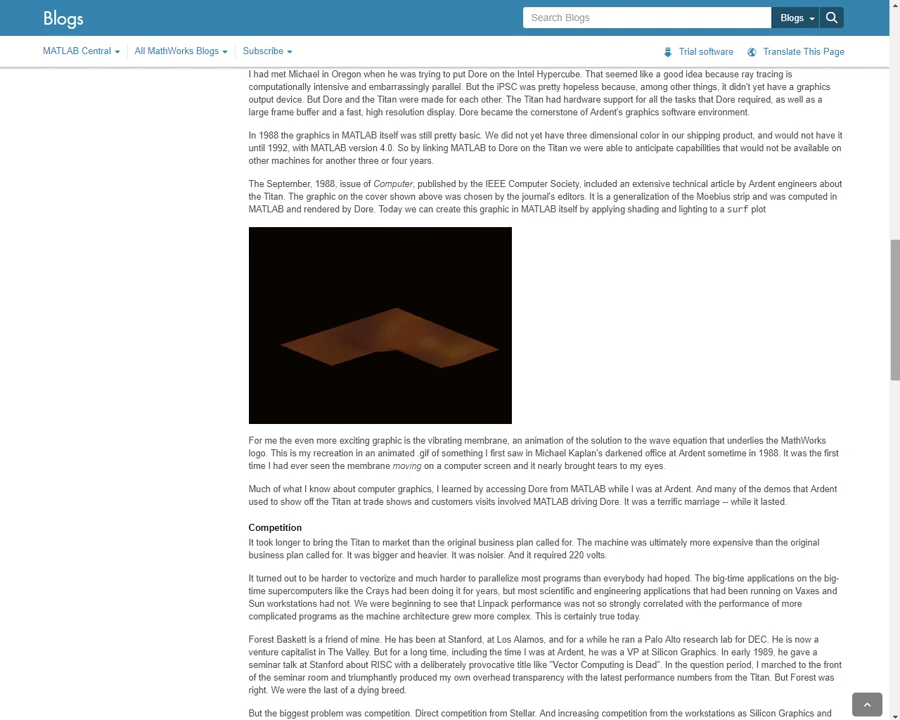 Blogs
Search Blogs
Blogs
MATLAB Central
All MathWorks Blogs
Subscribe
Trial software
Translate This Page
I had met Michael in Oregon when he was trying to put Dore on the Intel Hypercube. That seemed like a good idea because ray tracing is
computationally intensive and embarrassingly parallel. But the iPSC was pretty hopeless because, among other things, it didn't yet have a graphics
output device. But Dore and the Titan were made for each other. The Titan had hardware support for all the tasks that Dore required, as well as a
large frame buffer and a fast, high resolution display. Dore became the cornerstone of Ardent's graphics software environment.
In 1988 the graphics in MATLAB itself was still pretty basic. We did not yet have three dimensional color in our shipping product, and would not have it
until 1992, with MATLAB version 4.0. So by linking MATLAB to Dore on the Titan we were able to anticipate capabilities that would not be available on
other machines for another three or four years.
The September, 1988, issue of Computer, published by the IEEE Computer Society, included an extensive technical article by Ardent engineers about
the Titan. The graphic on the cover shown above was chosen by the journal's editors. It is a generalization of the Moebius strip and was computed in
MATLAB and rendered by Dore. Today we can create this graphic in MATLAB itself by applying shading and lighting to a surf plot
For me the even more exciting graphic is the vibrating membrane, an animation of the solution to the wave equation that underlies the MathWorks
logo. This is my recreation in an animated .gif of something I first saw in Michael Kaplan's darkened office at Ardent sometime in 1988. It was the first
time I had ever seen the membrane moving on a computer screen and it nearly brought tears to my eyes.
Much of what I know about computer graphics, I learned by accessing Dore from MATLAB while I was at Ardent. And many of the demos that Ardent
used to show off the Titan at trade shows and customers visits involved MATLAB driving Dore. It was a terrific marriage -- while it lasted.
Competition
It took longer to bring the Titan to market than the original business plan called for. The machine was ultimately more expensive than the original
business plan called for. It was bigger and heavier. It was noisier. And it required 220 volts.
It turned out to be harder to vectorize and much harder to parallelize most programs than everybody had hoped. The big-time applications on the big-
time supercomputers like the Crays had been doing it for years, but most scientific and engineering applications that had been running on Vaxes and
Sun workstations had not. We were beginning to see that Linpack performance was not so strongly correlated with the performance of more
complicated programs as the machine architecture grew more complex. This is certainly true today.
Forest Baskett is a friend of mine. He has been at Stanford, at Los Alamos, and for a while he ran a Palo Alto research lab for DEC. He is now a
venture capitalist in The Valley. But for a long time, including the time I was at Ardent, he was a VP at Silicon Graphics. In early 1989, he gave a
seminar talk at Stanford about RISC with a deliberately provocative title like "Vector Computing is Dead". In the question period, I marched to the front
of the seminar room and triumphantly produced my own overhead transparency with the latest performance numbers from the Titan. But Forest was
right. We were the last of a dying breed.
But the biggest problem was competition. Direct competition from Stellar. And increasing competition from the workstations as Silicon Graphics and